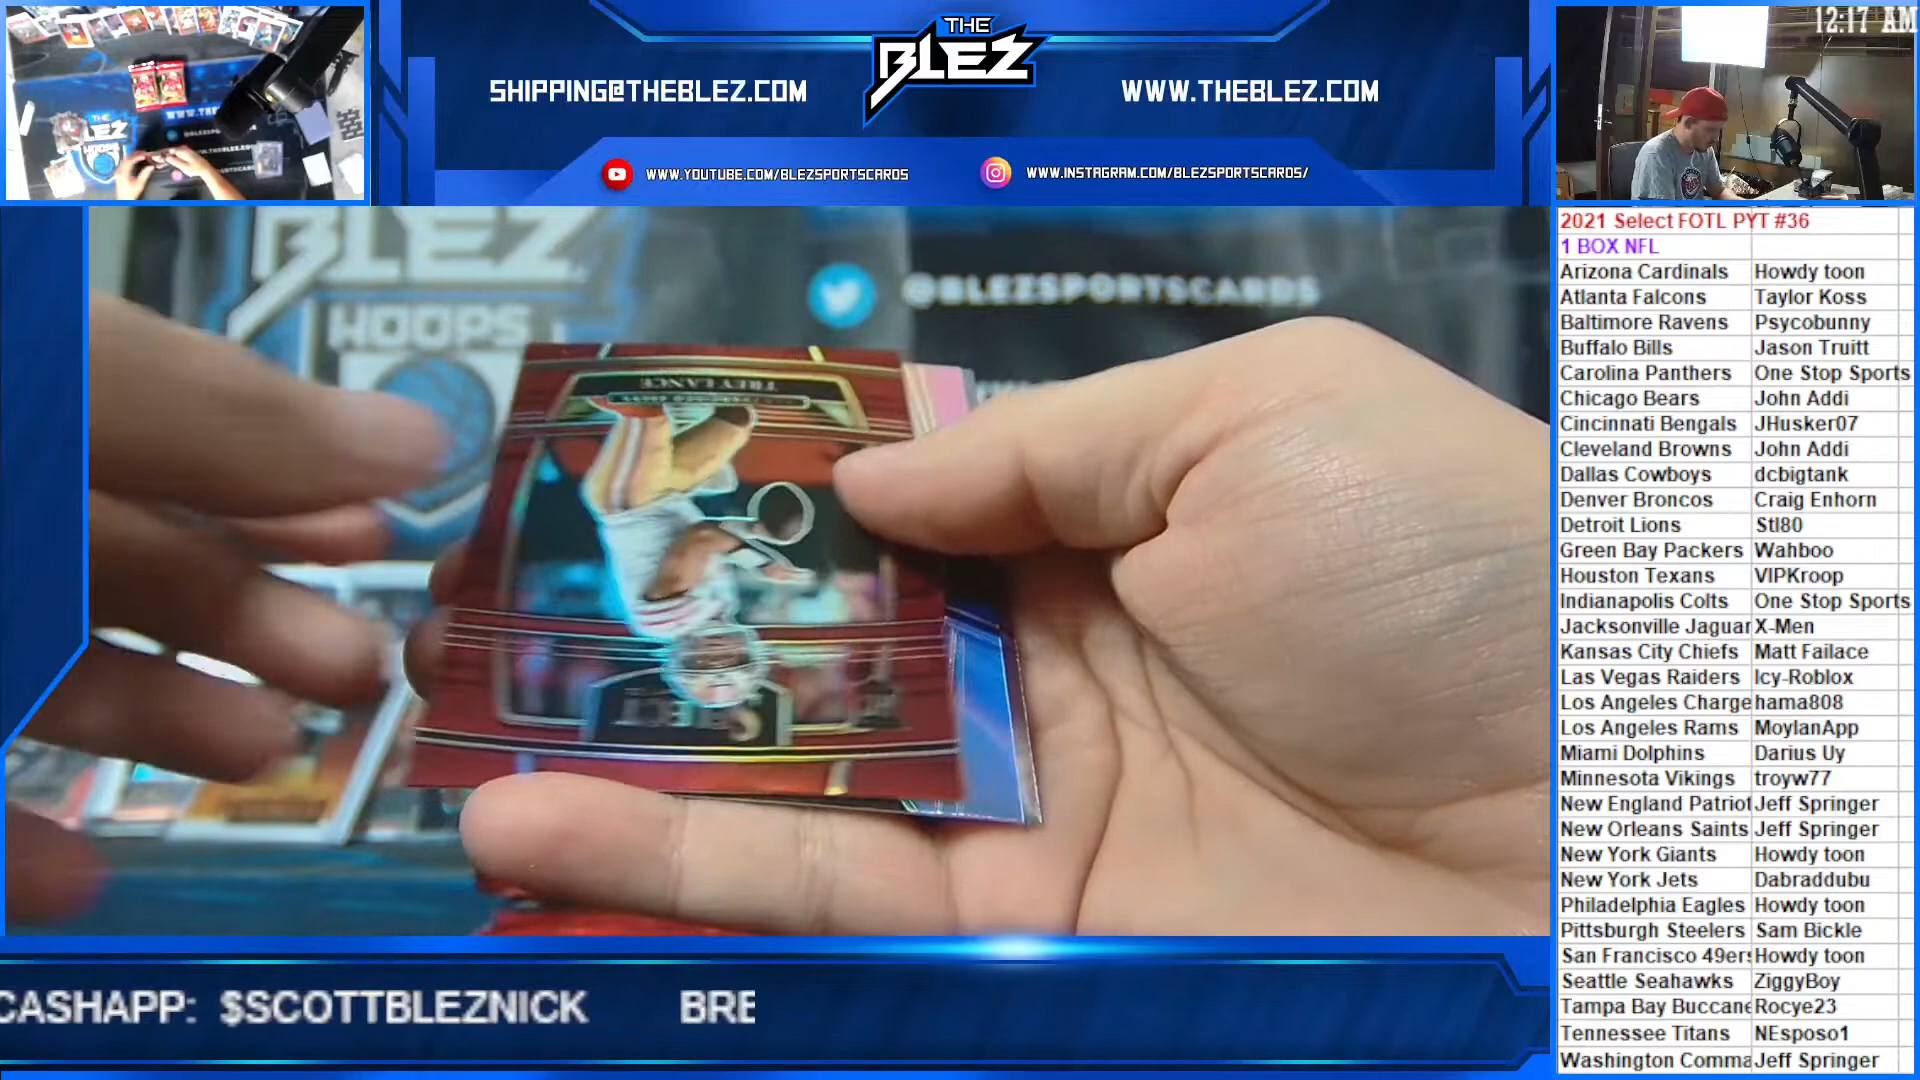 12:17 AM
THE
BLEZ
SHIPPING@THEBLEZ.COM
WWW.THEBLEZ.COM
WWW.YOUTUBE.COM/BLEZSPORTSCARDS
WWW.INSTAGRAM.COM/BLEZSPORTSCARDS/
BLEZ
HOOPS
@BLEZSPORTSCARDS
TREY LANCE
2021 Select FOTL PYT #36
1 BOX NFL
Arizona Cardinals Howdy toon
Atlanta Falcons Taylor Koss
Baltimore Ravens Psycobunny
Buffalo Bills Jason Truitt
Carolina Panthers One Stop Sports
Chicago Bears John Addi
Cincinnati Bengals JHusker07
Cleveland Browns John Addi
Dallas Cowboys dcbigtank
Denver Broncos Craig Enhorn
Detroit Lions Stl80
Green Bay Packers Wahboo
Houston Texans VIPKroop
Indianapolis Colts One Stop Sports
Jacksonville Jaguar X-Men
Kansas City Chiefs Matt Failace
Las Vegas Raiders Icy-Roblox
Los Angeles Charge hama808
Los Angeles Rams MoylanApp
Miami Dolphins Darius Uy
Minnesota Vikings troyw77
New England Patriot Jeff Springer
New Orleans Saints Jeff Springer
New York Giants Howdy toon
New York Jets Dabraddubu
Philadelphia Eagles Howdy toon
Pittsburgh Steelers Sam Bickle
San Francisco 49ers Howdy toon
Seattle Seahawks ZiggyBoy
Tampa Bay Buccane Rocye23
Tennessee Titans NEsposo1
Washington Comma Jeff Springer
CASHAPP: $SCOTTBLEZNICK BRE